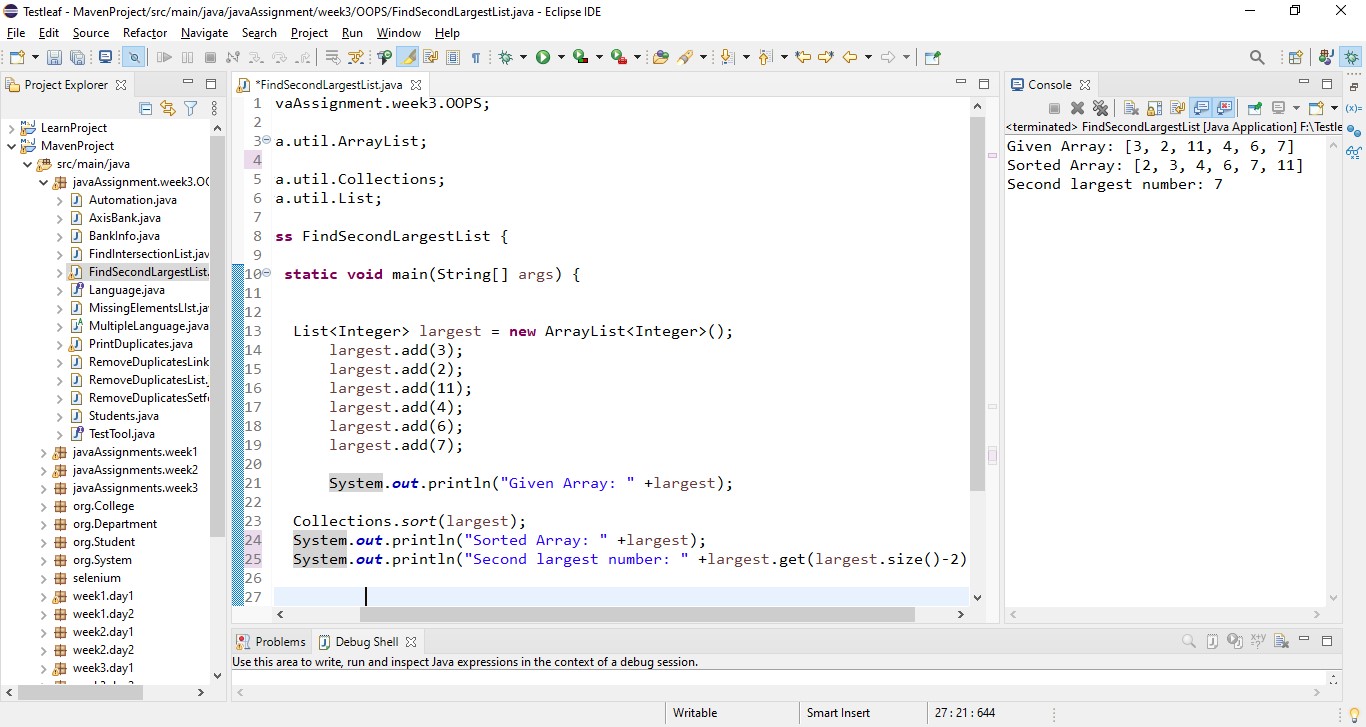 Testleaf - MavenProject/src/main/java/javaAssignment/week3/OOPS/FindSecondLargestList.java - Eclipse IDE
File Edit Source Refactor Navigate Search Project Run Window Help
Project Explorer
LearnProject
MavenProject
src/main/java
javaAssignment.week3.OO
Automation.java
AxisBank.java
BankInfo.java
FindIntersectionList.jav
FindSecondLargestList.
Language.java
MissingElementsLIst.ja
MultipleLanguage.java
PrintDuplicates.java
RemoveDuplicatesLink
RemoveDuplicatesList.
RemoveDuplicatesSetf
Students.java
TestTool.java
javaAssignments.week1
javaAssignments.week2
javaAssignments.week3
org.College
org.Department
org.Student
org.System
selenium
week1.day1
week1.day2
week2.day1
week2.day2
week3.day1
*FindSecondLargestList.java
1 vaAssignment.week3.OOPS;
2
3 a.util.ArrayList;
4
5 a.util.Collections;
6 a.util.List;
7
8 ss FindSecondLargestList {
9
10 static void main(String[] args) {
11
12
13 List<Integer> largest = new ArrayList<Integer>();
14 largest.add(3);
15 largest.add(2);
16 largest.add(11);
17 largest.add(4);
18 largest.add(6);
19 largest.add(7);
20
21 System.out.println("Given Array: " +largest);
22
23 Collections.sort(largest);
24 System.out.println("Sorted Array: " +largest);
25 System.out.println("Second largest number: " +largest.get(largest.size()-2)
26
27
Console
<terminated> FindSecondLargestList [Java Application] F:\Testle
Given Array: [3, 2, 11, 4, 6, 7]
Sorted Array: [2, 3, 4, 6, 7, 11]
Second largest number: 7
Problems Debug Shell
Use this area to write, run and inspect Java expressions in the context of a debug session.
Writable Smart Insert 27 : 21 : 644